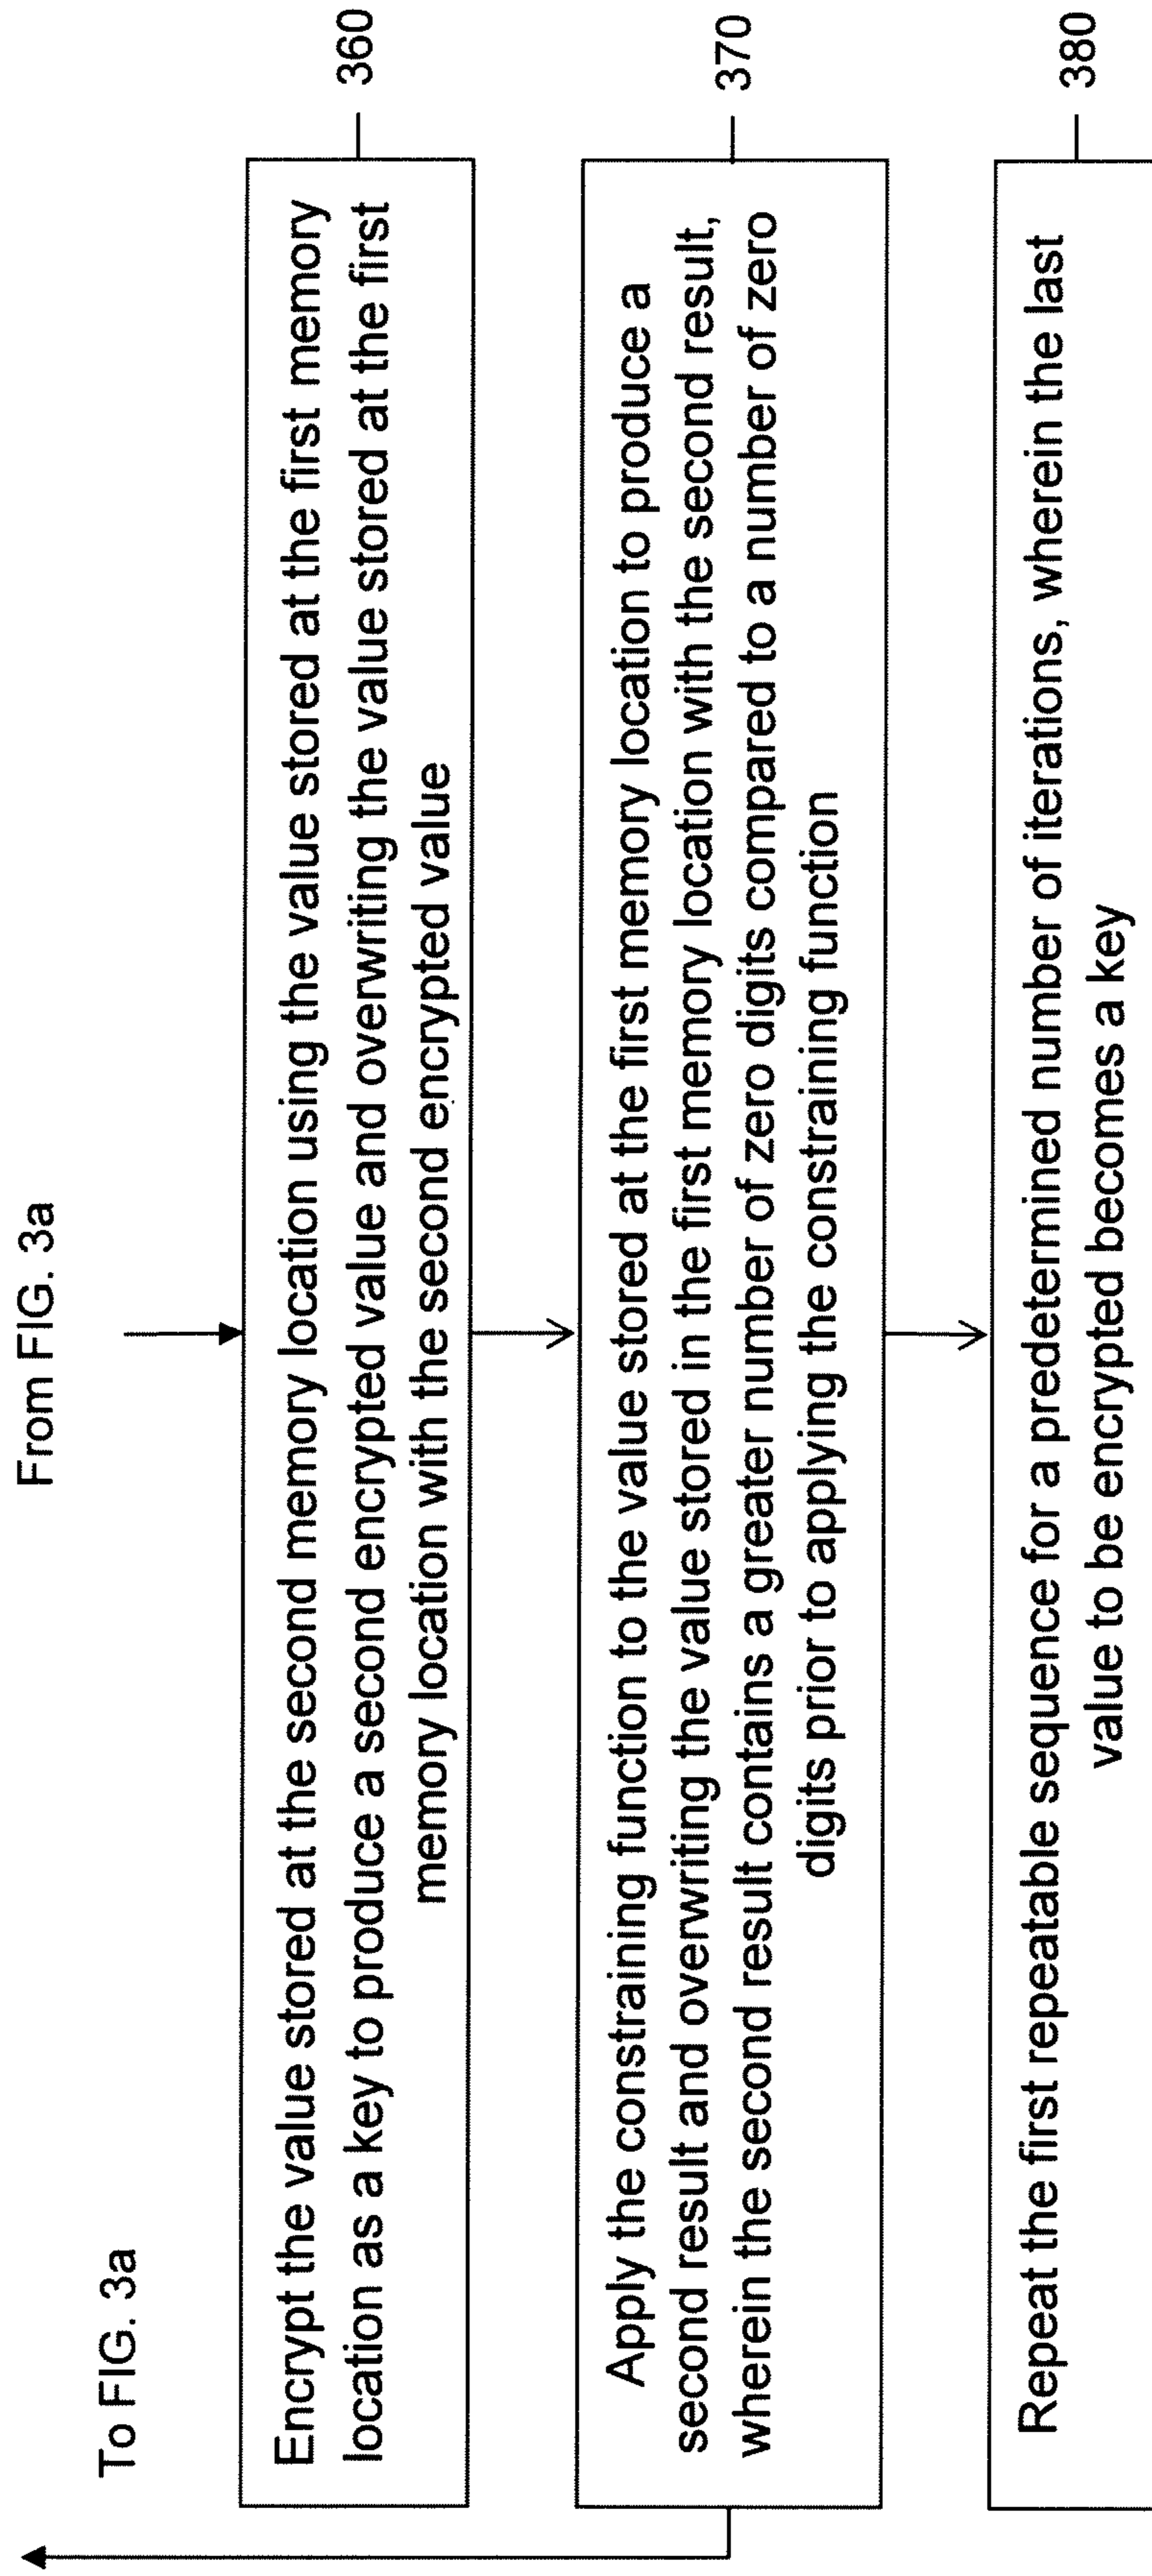 From FIG. 3a
To FIG. 3a
Encrypt the value stored at the second memory location using the value stored at the first memory
location as a key to produce a second encrypted value and overwriting the value stored at the first
memory location with the second encrypted value
360
Apply the constraining function to the value stored at the first memory location to produce a
second result and overwriting the value stored in the first memory location with the second result,
wherein the second result contains a greater number of zero digits compared to a number of zero
digits prior to applying the constraining function
370
Repeat the first repeatable sequence for a predetermined number of iterations, wherein the last
value to be encrypted becomes a key
380